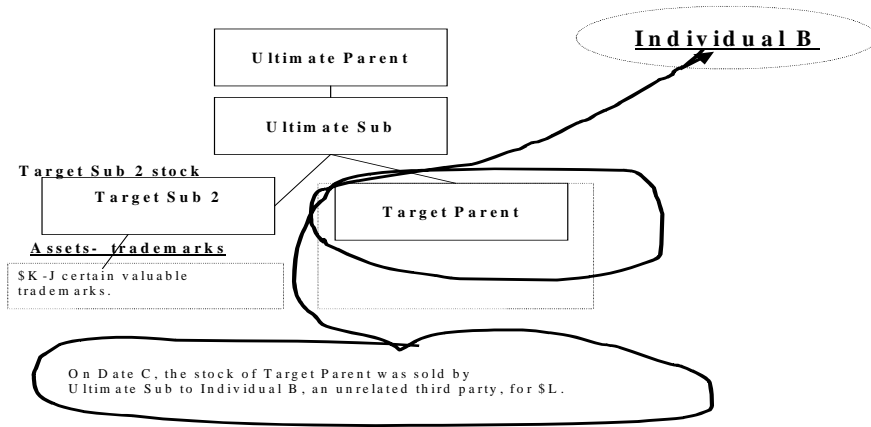 Individual B
Ultimate Parent
Ultimate Sub
Target Sub 2 stock
Target Sub 2
Target Parent
Assets- trademarks
$K-J certain valuable
trademarks.
On Date C, the stock of Target Parent was sold by
Ultimate Sub to Individual B, an unrelated third party, for $L.